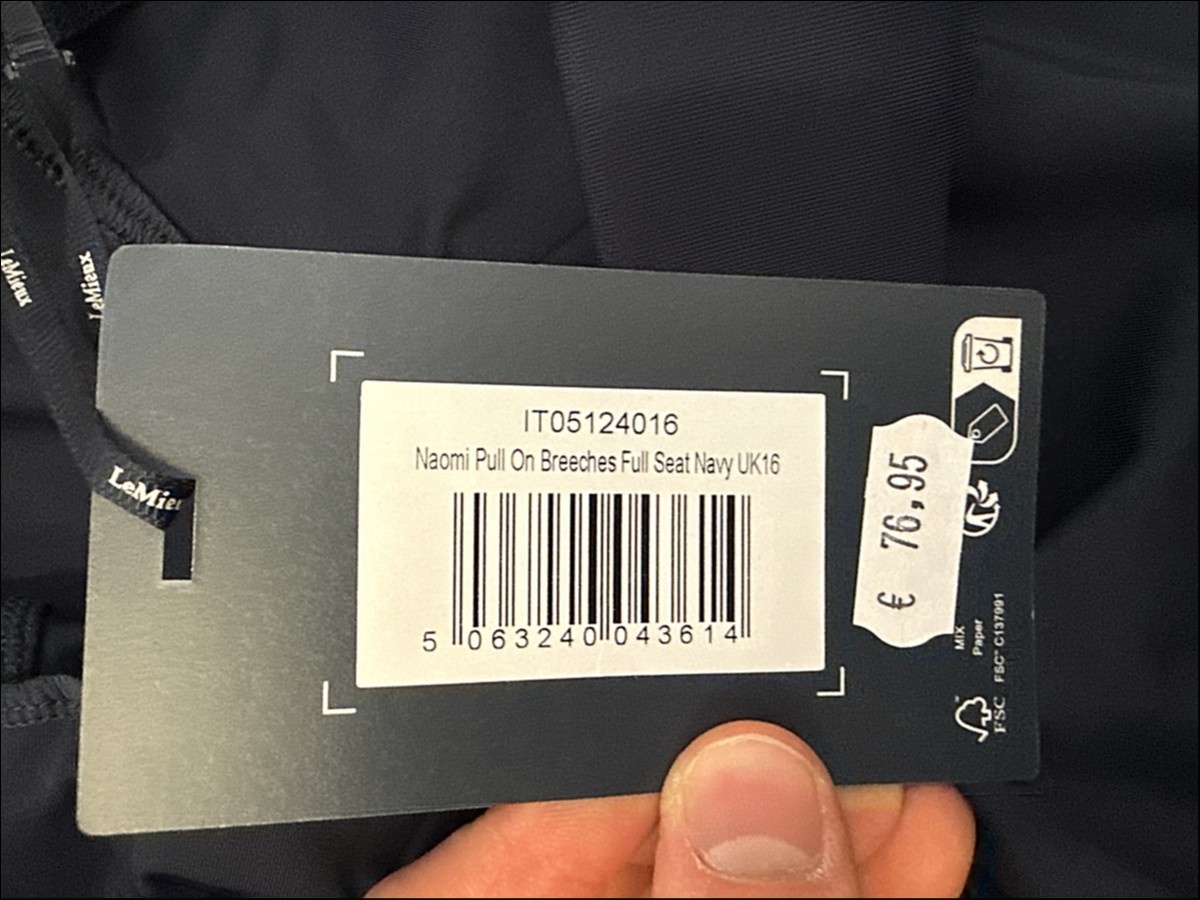 LeMieux
LeMieux
LeMieux
IT05124016
Naomi Pull On Breeches Full Seat Navy UK16
5 063240 043614
€ 76,95
MIX
Paper
FSC™ C137991
FSC